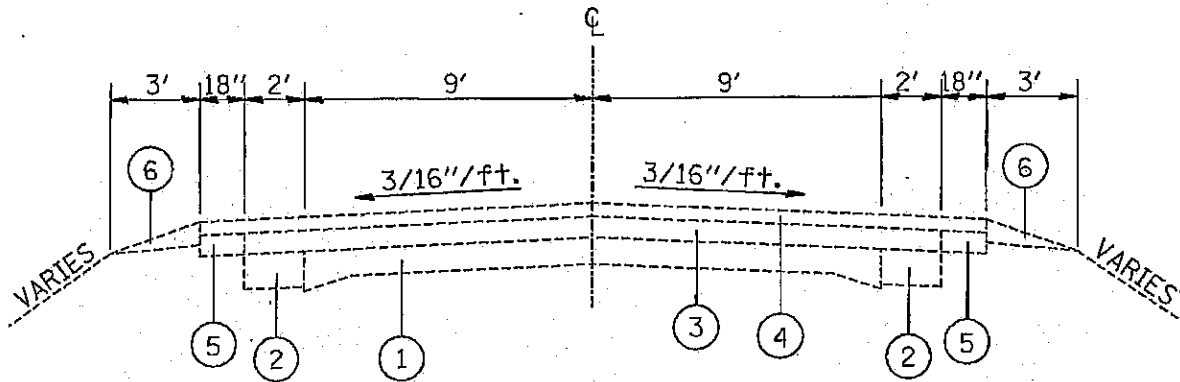 ℄
3' 18" 2' 9' 9' 2' 18" 3'
6 3/16"/ft. 3/16"/ft. 6
VARIES VARIES
5 2 1 3 4 2 5